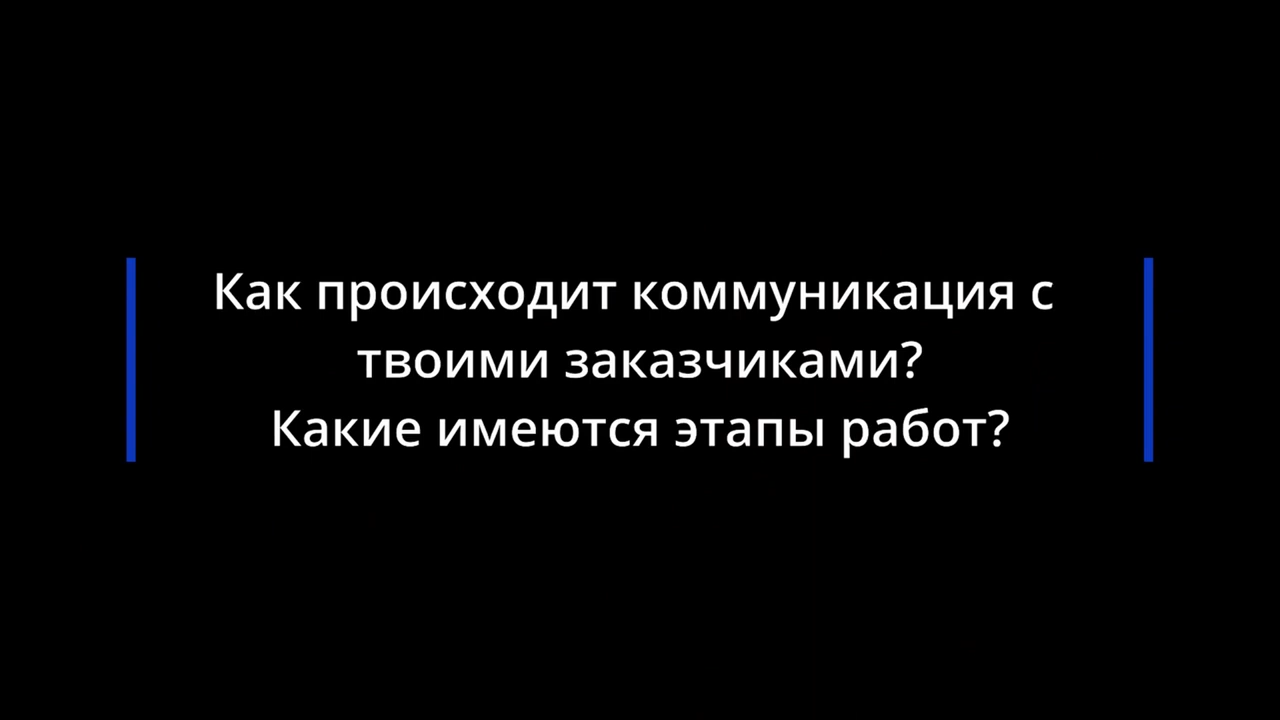 Как происходит коммуникация с
твоими заказчиками?
Какие имеются этапы работ?